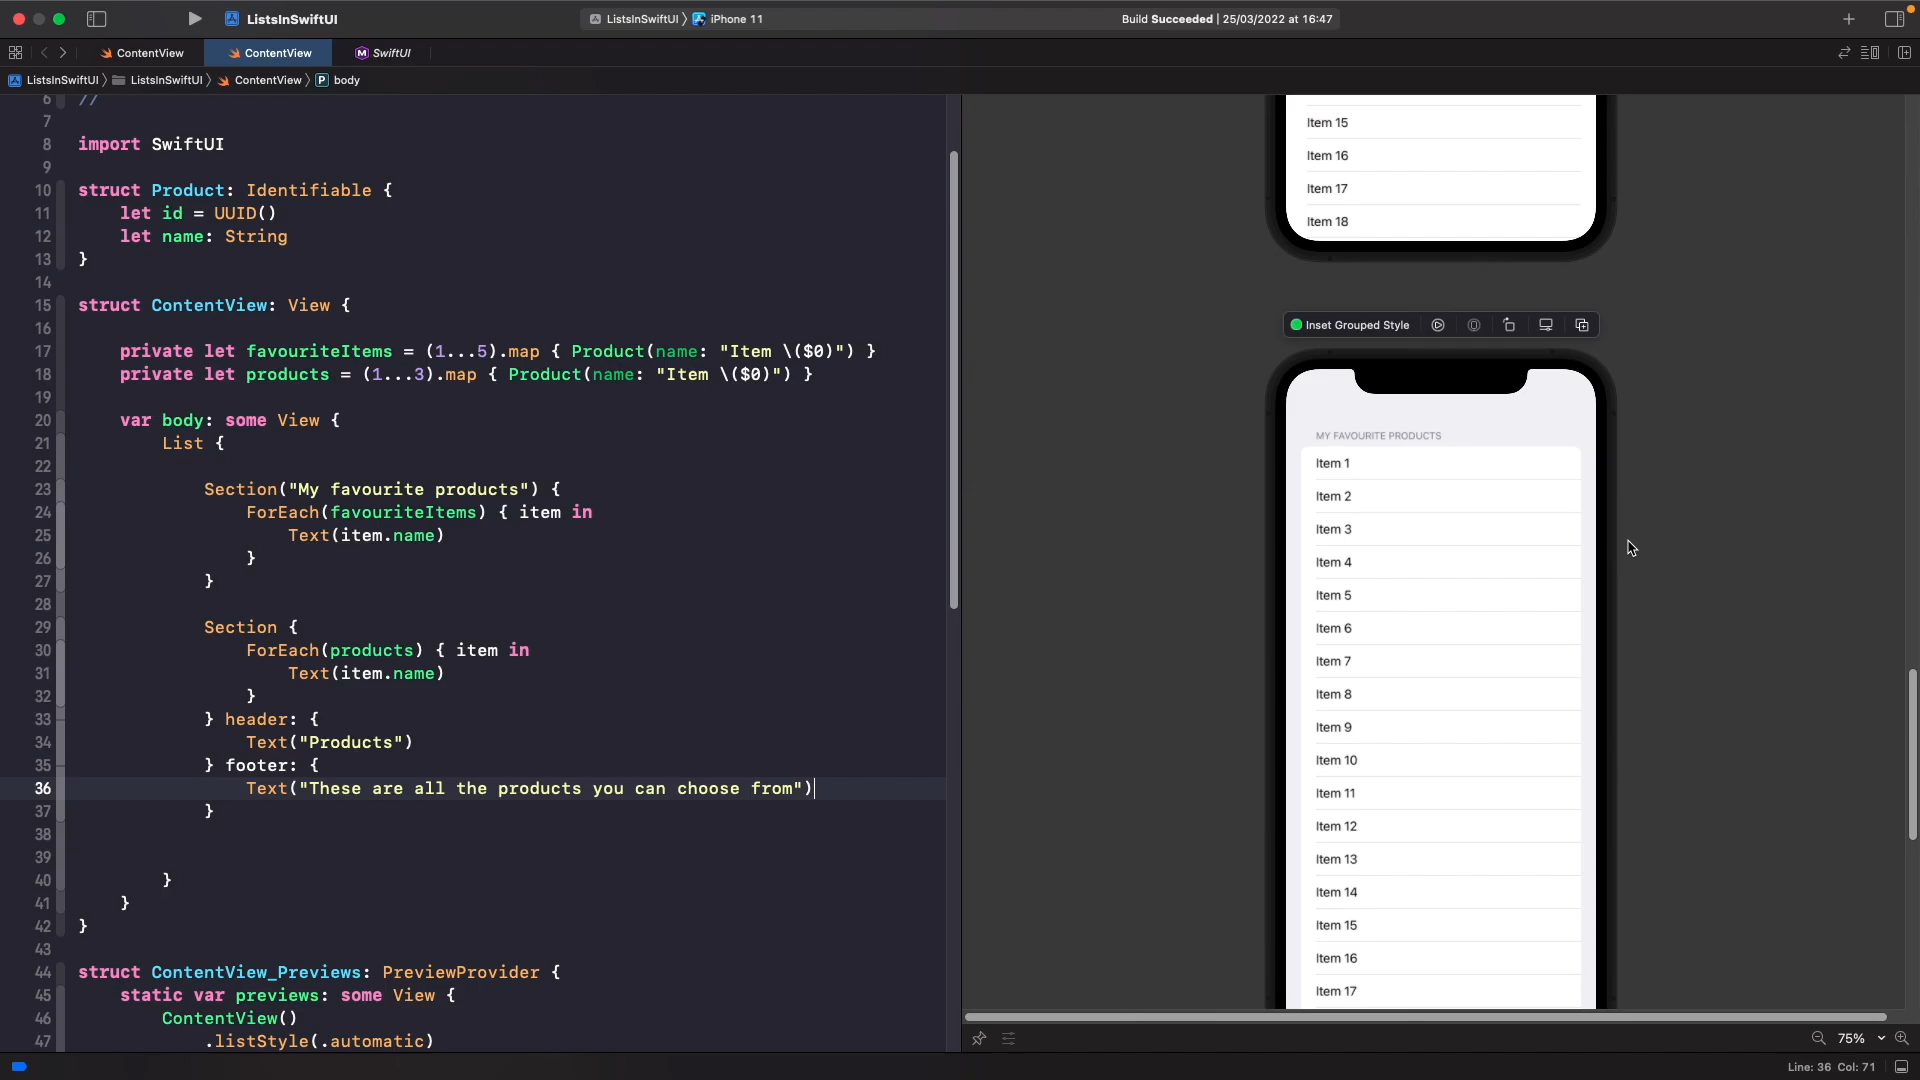 ListsInSwiftUI
ListsInSwiftUI 〉 iPhone 11
Build Succeeded | 25/03/2022 at 16:47
ContentView
ContentView
SwiftUI
ListsInSwiftUI 〉 ListsInSwiftUI 〉 ContentView 〉 P body
6 //
7
8 import SwiftUI
9
10 struct Product: Identifiable {
11 let id = UUID()
12 let name: String
13 }
14
15 struct ContentView: View {
16
17 private let favouriteItems = (1...5).map { Product(name: "Item \($0)") }
18 private let products = (1...3).map { Product(name: "Item \($0)") }
19
20 var body: some View {
21 List {
22
23 Section("My favourite products") {
24 ForEach(favouriteItems) { item in
25 Text(item.name)
26 }
27 }
28
29 Section {
30 ForEach(products) { item in
31 Text(item.name)
32 }
33 } header: {
34 Text("Products")
35 } footer: {
36 Text("These are all the products you can choose from")
37 }
38
39
40 }
41 }
42 }
43
44 struct ContentView_Previews: PreviewProvider {
45 static var previews: some View {
46 ContentView()
47 .listStyle(.automatic)
Item 15
Item 16
Item 17
Item 18
Inset Grouped Style
MY FAVOURITE PRODUCTS
Item 1
Item 2
Item 3
Item 4
Item 5
Item 6
Item 7
Item 8
Item 9
Item 10
Item 11
Item 12
Item 13
Item 14
Item 15
Item 16
Item 17
75%
Line: 36 Col: 71